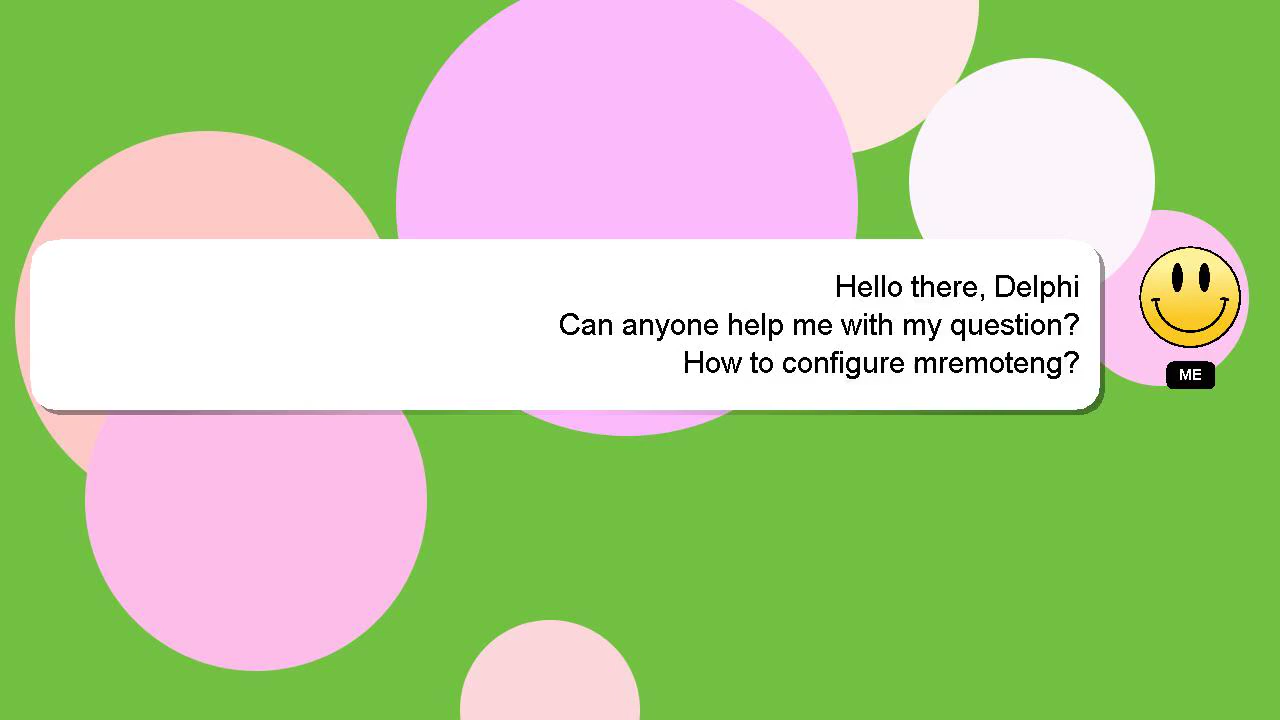 Hello there, Delphi
Can anyone help me with my question?
How to configure mremoteng?
ME